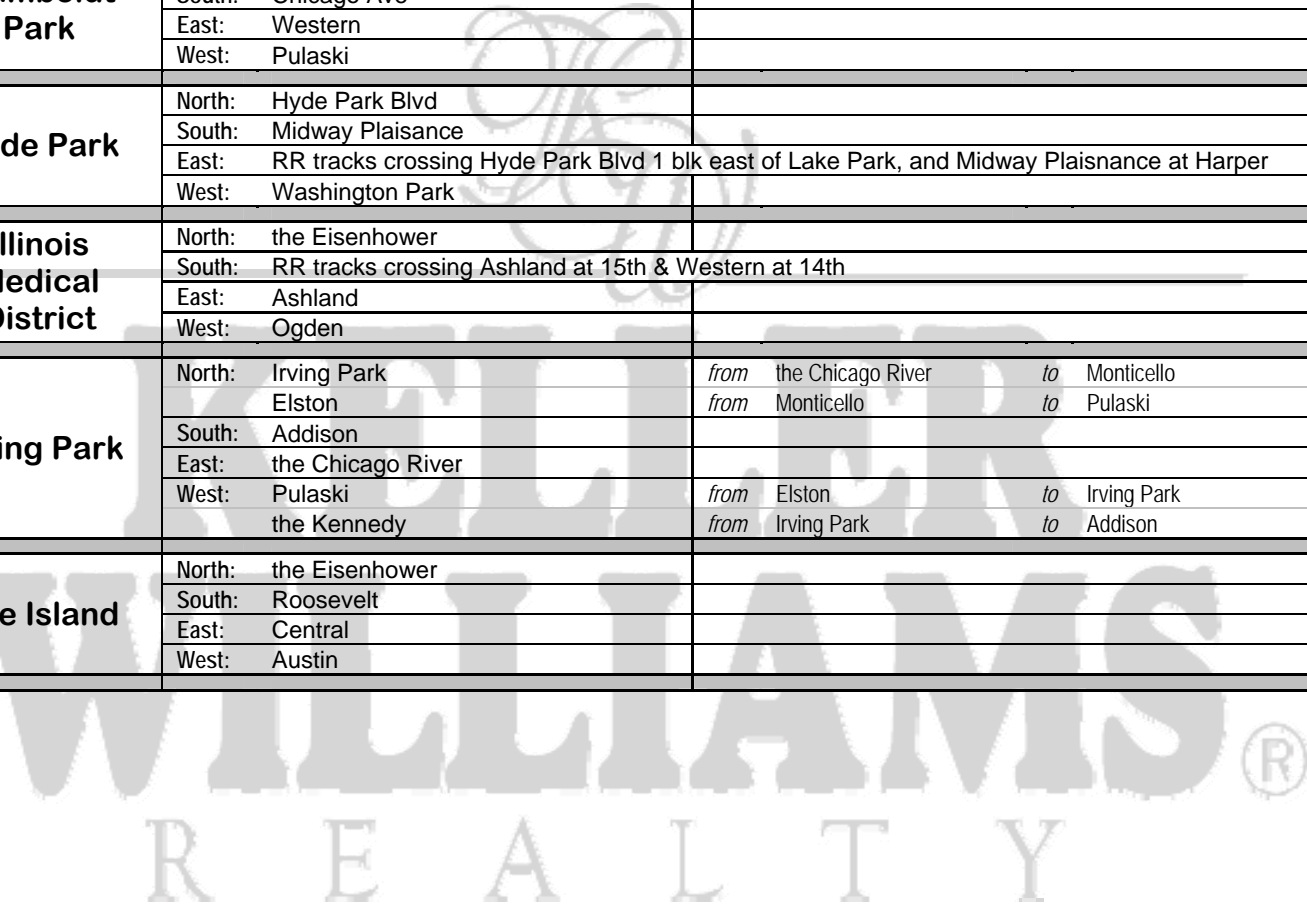 South: Chicago Ave
Park
East: Western
West: Pulaski
North: Hyde Park Blvd
South: Midway Plaisance
de Park
East: RR tracks crossing Hyde Park Blvd 1 blk east of Lake Park, and Midway Plaisnance at Harper
West: Washington Park
llinois
District
North: the Eisenhower
South: RR tracks crossing Ashland at 15th & Western at 14th
East: Ashland
West: Ogden
North: Irving Park from the Chicago River to Monticello
Elston from Monticello to Pulaski
South: Addison
ing Park
East: the Chicago River
West: Pulaski from Elston to Irving Park
the Kennedy from Irving Park to Addison
North: the Eisenhower
South: Roosevelt
e Island
East: Central
West: Austin
KW
KELLER
WILLIAMS®
REALTY